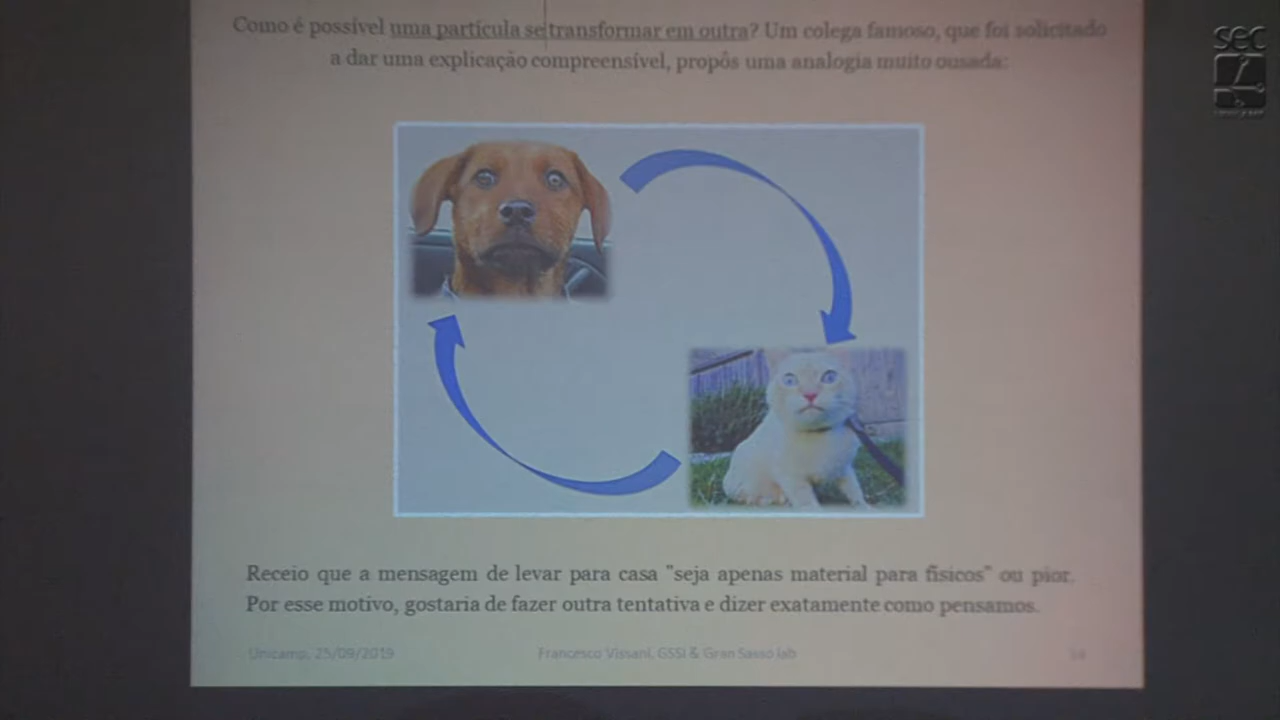 Como é possível uma partícula se transformar em outra? Um colega famoso, que foi solicitado
a dar uma explicação compreensível, propôs uma analogia muito ousada:
Receio que a mensagem de levar para casa "seja apenas material para físicos" ou pior.
Por esse motivo, gostaria de fazer outra tentativa e dizer exatamente como pensamos.
Unicamp, 25/09/2019
Francesco Vissani, GSSI & Gran Sasso lab
sec